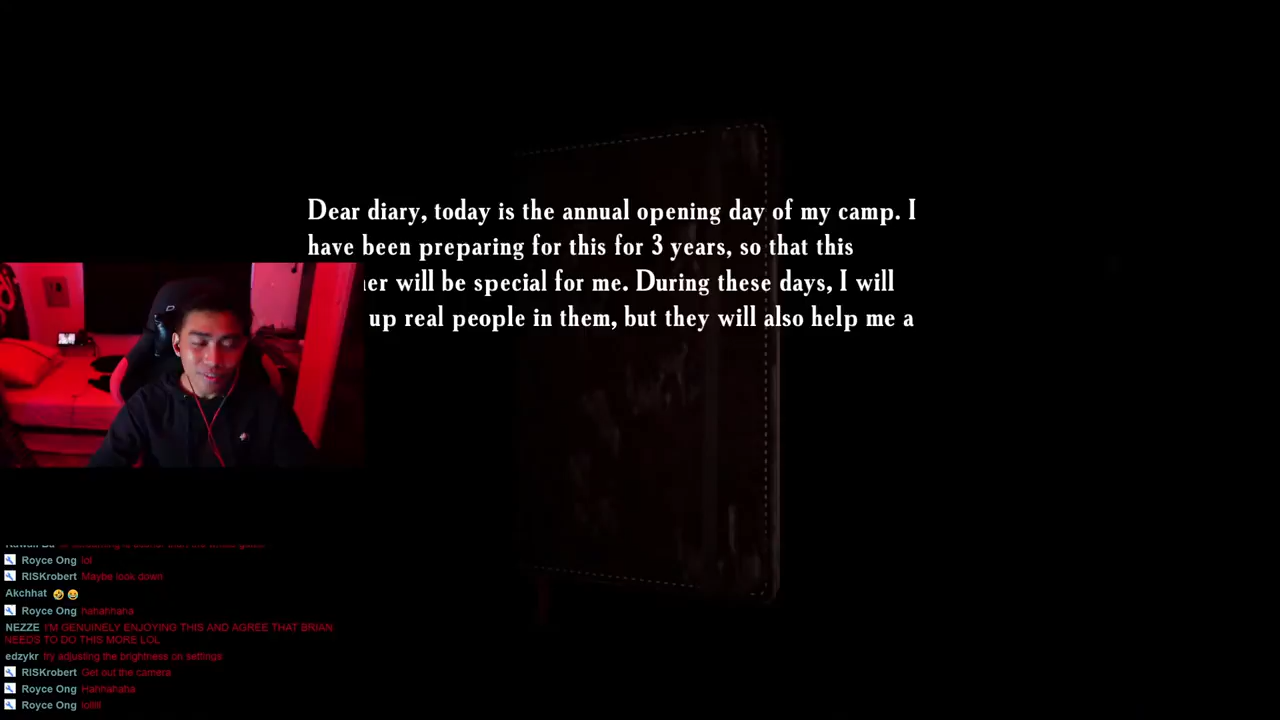 Dear diary, today is the annual opening day of my camp. I
have been preparing for this for 3 years, so that this
will be special for me. During these days, I will
up real people in them, but they will also help me a
Royce Ong lol
RISKrobert Maybe look down
Akchhat 🤣 😂
Royce Ong hahahhana
NEZZE I'M GENUINELY ENJOYING THIS AND AGREE THAT BRIAN
NEEDS TO DO THIS MORE LOL
edzykr try adjusting the brightness on settings
RISKrobert Get out the camera
Royce Ong Hahhahaha
Royce Ong